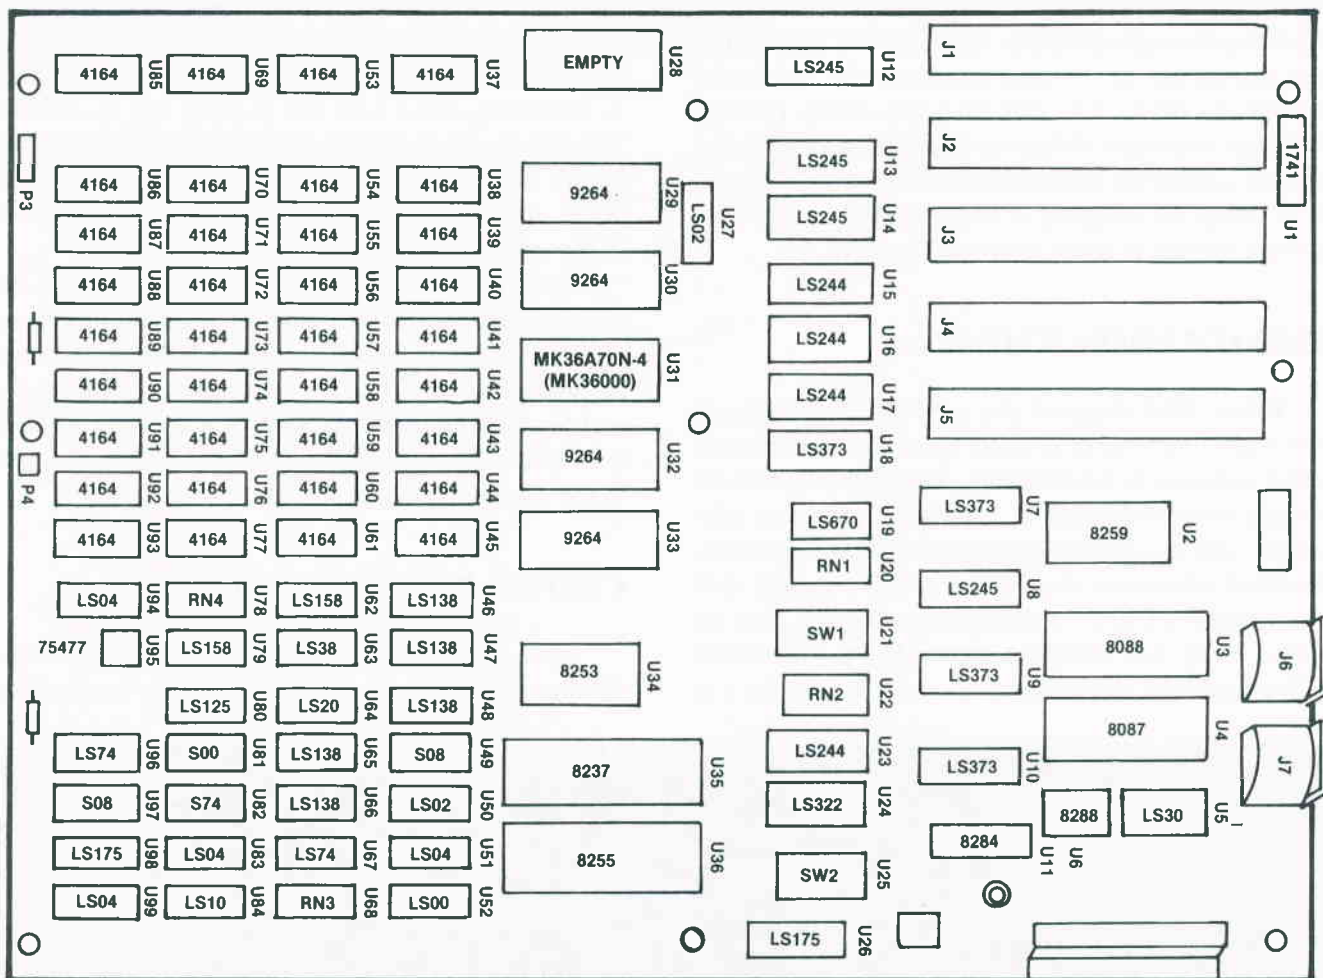 4164 U85 4164 U69 4164 U53 4164 U37 EMPTY U28 LS245 U12 J1
P3 1741 U1
4164 U86 4164 U70 4164 U54 4164 U38 9264 U29 LS02 U27 LS245 U13 J2
4164 U87 4164 U71 4164 U55 4164 U39 LS245 U14 J3
4164 U88 4164 U72 4164 U56 4164 U40 9264 U30 LS244 U15
4164 U89 4164 U73 4164 U57 4164 U41 MK36A70N-4 U31 LS244 U16 J4
(MK36000)
4164 U90 4164 U74 4164 U58 4164 U42 LS244 U17 J5
4164 U91 4164 U75 4164 U59 4164 U43 9264 U32 LS373 U18
P4 4164 U92 4164 U76 4164 U60 4164 U44
4164 U93 4164 U77 4164 U61 4164 U45 9264 U33 LS670 U19 LS373 U7 8259 U2
RN1 U20
LS04 U94 RN4 U78 LS158 U62 LS138 U46 LS245 U8
75477 U95 LS158 U79 LS38 U63 LS138 U47 SW1 U21 8088 U3 J6
8253 U34 LS373 U9
LS125 U80 LS20 U64 LS138 U48 RN2 U22 8087 U4
LS74 U96 S00 U81 LS138 U65 S08 U49 8237 U35 LS244 U23 LS373 U10 J7
S08 U97 S74 U82 LS138 U66 LS02 U50 LS322 U24 8288 U6 LS30 U5
LS175 U98 LS04 U83 LS74 U67 LS04 U51 8255 U36 8284 U11
LS04 U99 LS10 U84 RN3 U68 LS00 U52 SW2 U25
LS175 U26